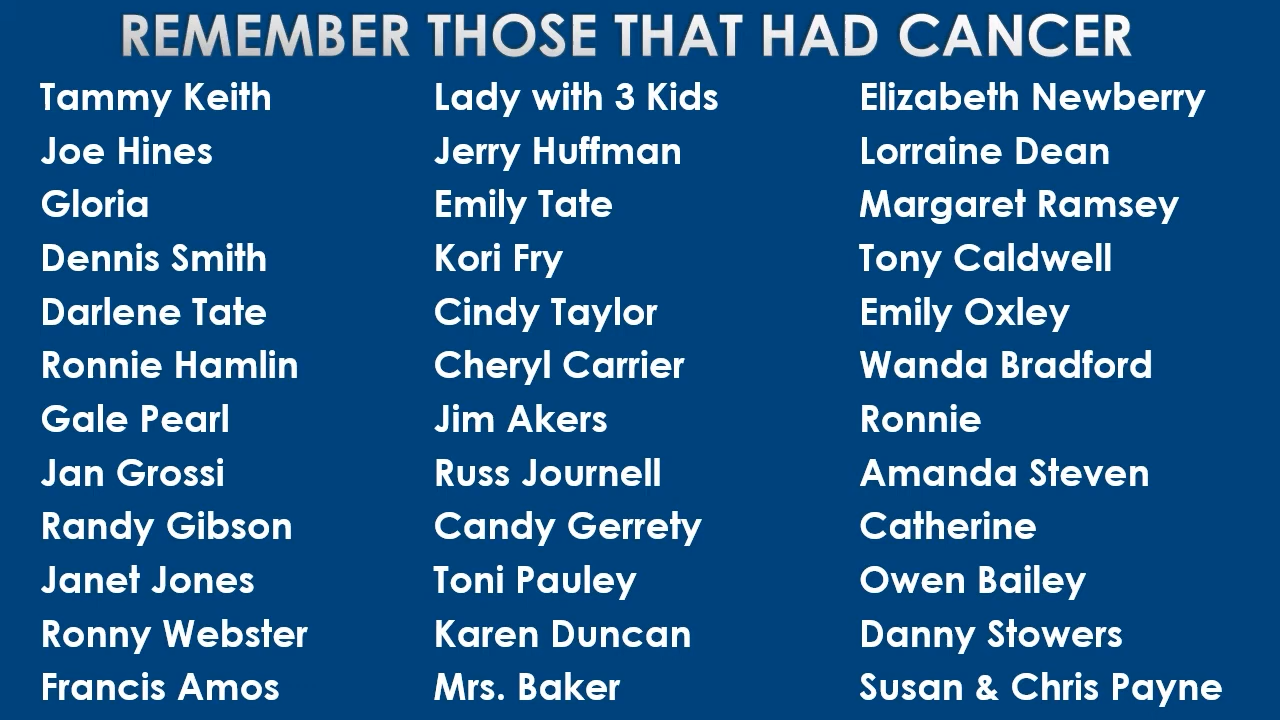 REMEMBER THOSE THAT HAD CANCER
Tammy Keith
Joe Hines
Gloria
Dennis Smith
Darlene Tate
Ronnie Hamlin
Gale Pearl
Jan Grossi
Randy Gibson
Janet Jones
Ronny Webster
Francis Amos
Lady with 3 Kids
Jerry Huffman
Emily Tate
Kori Fry
Cindy Taylor
Cheryl Carrier
Jim Akers
Russ Journell
Candy Gerrety
Toni Pauley
Karen Duncan
Mrs. Baker
Elizabeth Newberry
Lorraine Dean
Margaret Ramsey
Tony Caldwell
Emily Oxley
Wanda Bradford
Ronnie
Amanda Steven
Catherine
Owen Bailey
Danny Stowers
Susan & Chris Payne